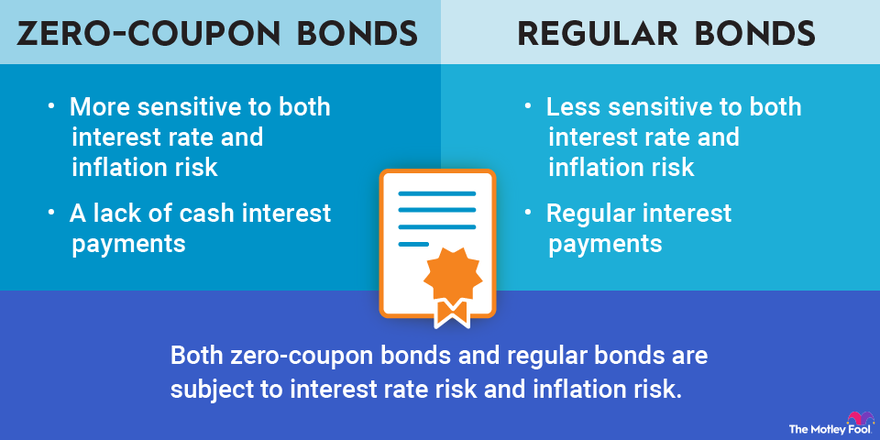 ZERO-COUPON BONDS
REGULAR BONDS
• More sensitive to both
interest rate and
inflation risk
• A lack of cash interest
payments
• Less sensitive to both
interest rate and
inflation risk
• Regular interest
payments
Both zero-coupon bonds and regular bonds are
subject to interest rate risk and inflation risk.
The Motley Fool.